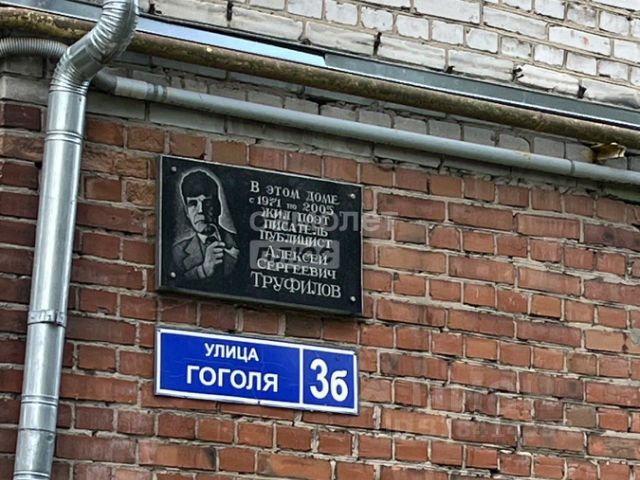 В ЭТОМ ДОМЕ
С 1971 ПО 2005
ЖИЛ ПОЭТ
ПИСАТЕЛЬ
ПУБЛИЦИСТ
АЛЕКСЕЙ
СЕРГЕЕВИЧ
ТРУФИЛОВ
УЛИЦА
ГОГОЛЯ
3б